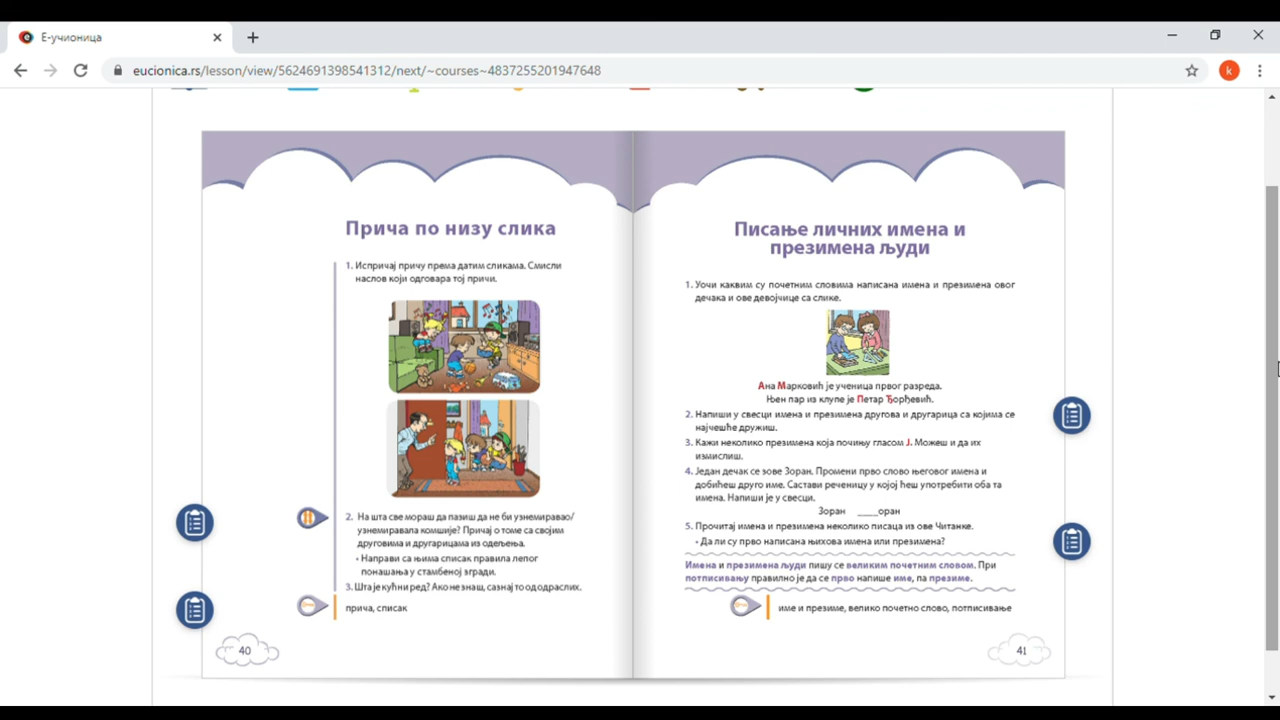 Е-учионица
eucionica.rs/lesson/view/5624691398541312/next/~courses~4837255201947648
k
Прича по низу слика
1. Испричај причу према датим сликама. Смисли
наслов који одговара тој причи.
2. На шта све мораш да пазиш да не би узнемиравао/
узнемиравала комшије? Причај о томе са својим
друговима и другарицама из одељења.
• Направи са њима списак правила лепог
понашања у стамбеној згради.
3. Шта је кућни ред? Ако не знаш, сазнај то од одраслих.
прича, списак
40
Писање личних имена и
презимена људи
1. Уочи каквим су почетним словима написана имена и презимена овог
дечака и ове девојчице са слике.
Ана Марковић је ученица првог разреда.
Њен пар из клупе је Петар Ђорђевић.
2. Напиши у свесци имена и презимена другова и другарица са којима се
најчешће дружиш.
3. Кажи неколико презимена која почињу гласом Ј. Можеш и да их
измислиш.
4. Један дечак се зове Зоран. Промени прво слово његовог имена и
добићеш друго име. Састави реченицу у којој ћеш употребити оба та
имена. Напиши је у свесци.
Зоран ____оран
5. Прочитај имена и презимена неколико писаца из ове Читанке.
• Да ли су прво написана њихова имена или презимена?
Имена и презимена људи пишу се великим почетним словом. При
потписивању правилно је да се прво напише име, па презиме.
име и презиме, велико почетно слово, потписивање
41